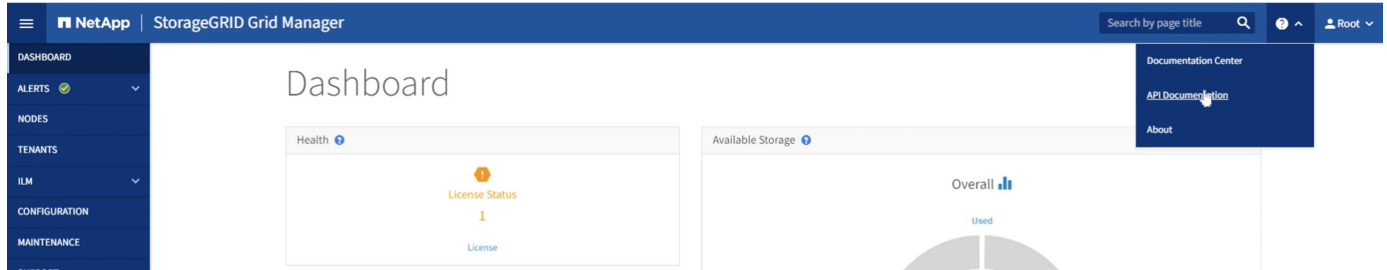 NetApp | StorageGRID Grid Manager
Search by page title
Root
DASHBOARD
ALERTS
NODES
TENANTS
ILM
CONFIGURATION
MAINTENANCE
Dashboard
Health
License Status
1
License
Available Storage
Overall
Used
Documentation Center
API Documentation
About